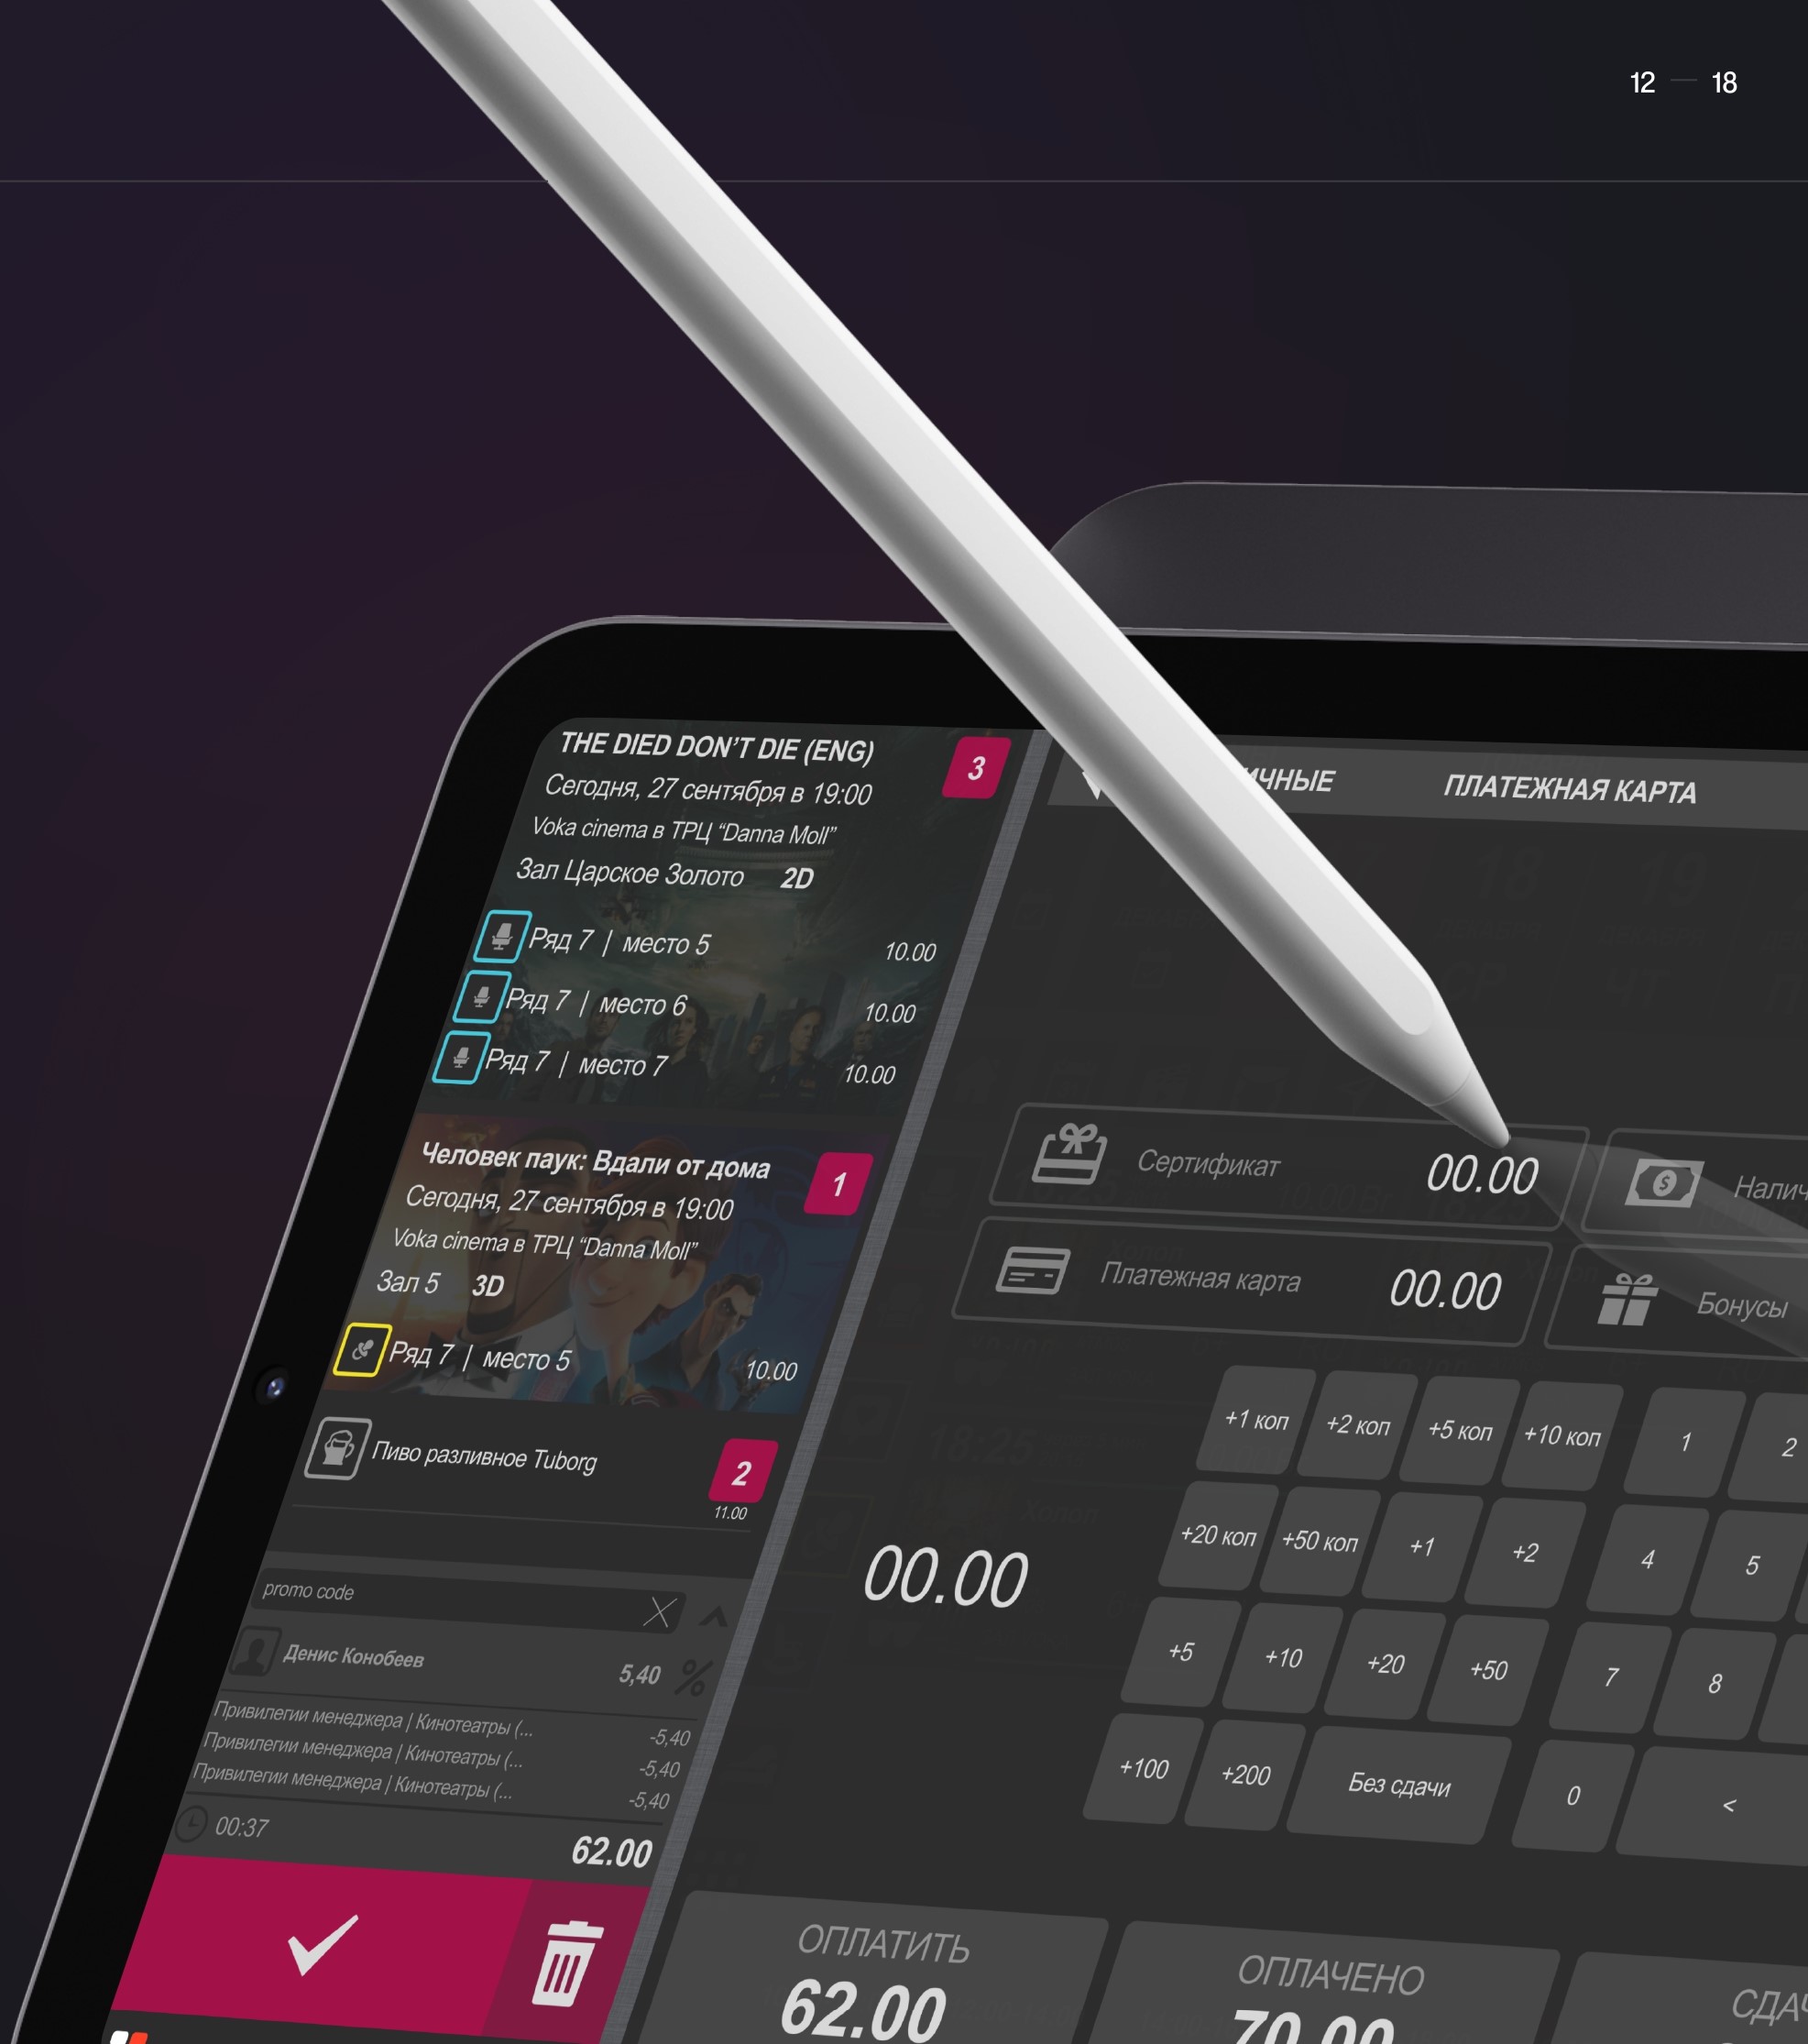 12 — 18
THE DIED DON’T DIE (ENG)
3
Сегодня, 27 сентября в 19:00
Voka cinema в ТРЦ “Danna Moll”
Зал Царское Золото 2D
Ряд 7 | место 5 10.00
Ряд 7 | место 6 10.00
Ряд 7 | место 7 10.00
Человек паук: Вдали от дома
1
Сегодня, 27 сентября в 19:00
Voka cinema в ТРЦ “Danna Moll”
Зал 5 3D
Ряд 7 | место 5 10.00
Пиво разливное Tuborg
2
11.00
promo code
Денис Конобеев 5,40 %
Привилегии менеджера | Кинотеатры (... -5,40
Привилегии менеджера | Кинотеатры (... -5,40
Привилегии менеджера | Кинотеатры (... -5,40
00:37 62.00
ПЛАТЕЖНАЯ КАРТА
Сертификат 00.00
Платежная карта 00.00
Бонусы
00.00
+1 коп +2 коп +5 коп +10 коп 1 2
+20 коп +50 коп +1 +2 4 5
+5 +10 +20 +50 7 8
+100 +200 Без сдачи 0 <
ОПЛАТИТЬ
62.00
ОПЛАЧЕНО
70.00